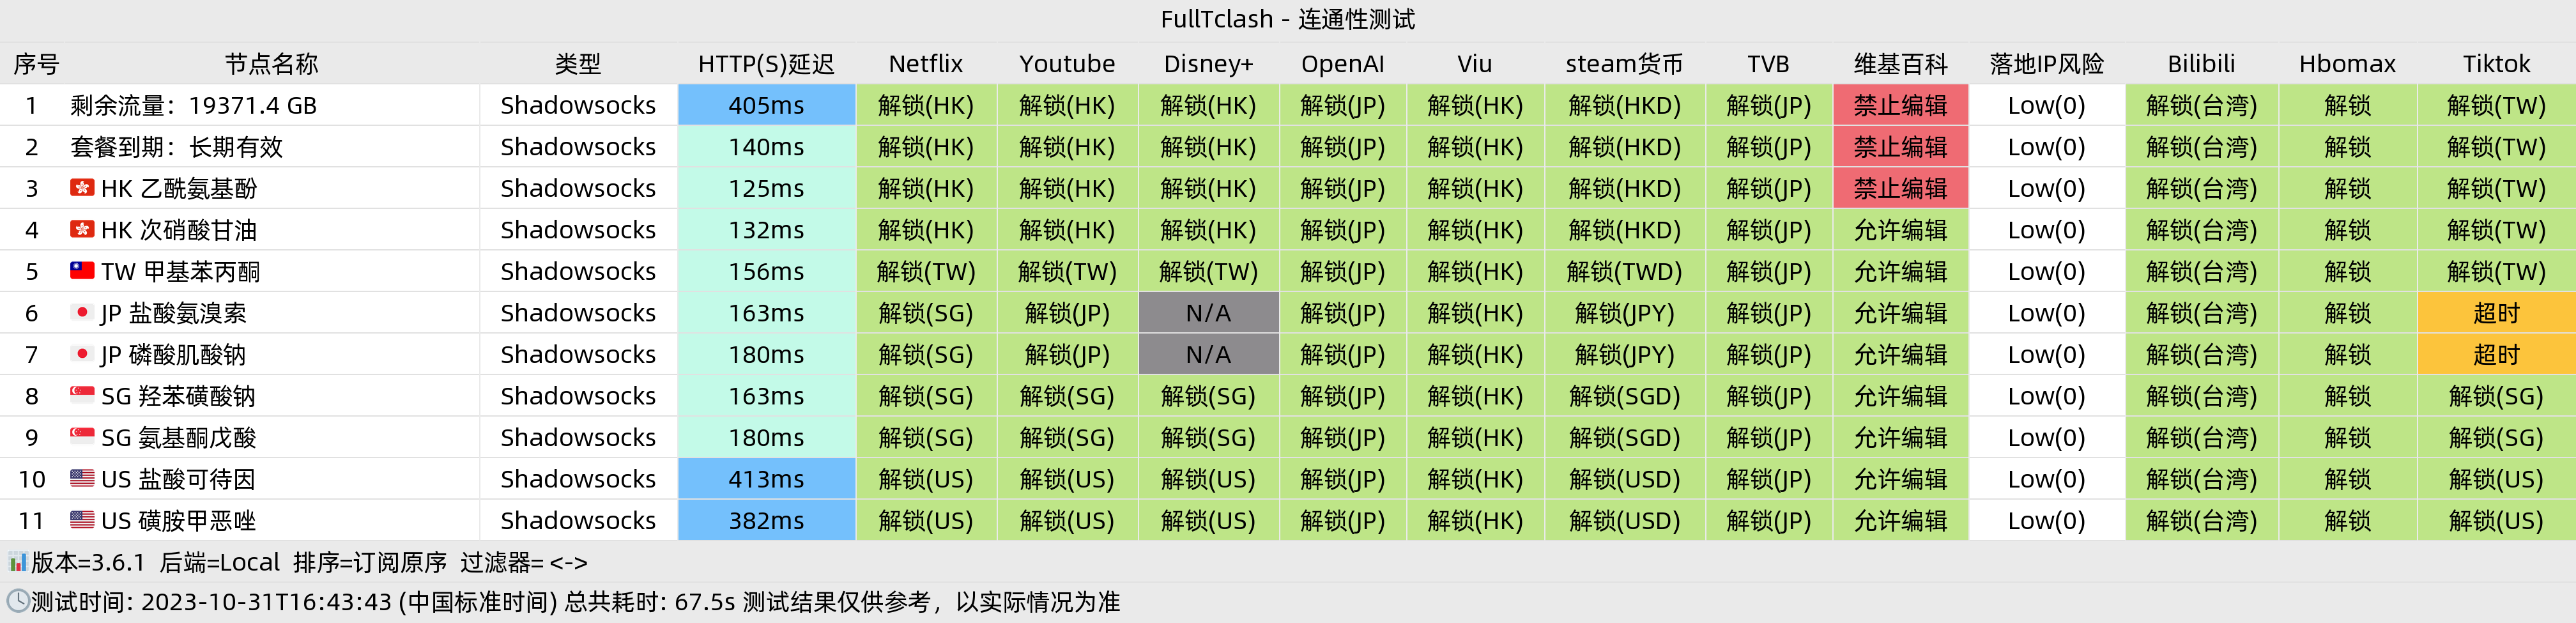 FullTclash - 连通性测试
序号 节点名称 类型 HTTP(S)延迟 Netflix Youtube Disney+ OpenAI Viu steam货币 TVB 维基百科 落地IP风险 Bilibili Hbomax Tiktok
1 剩余流量：19371.4 GB Shadowsocks 405ms 解锁(HK) 解锁(HK) 解锁(HK) 解锁(JP) 解锁(HK) 解锁(HKD) 解锁(JP) 禁止编辑 Low(0) 解锁(台湾) 解锁 解锁(TW)
2 套餐到期：长期有效 Shadowsocks 140ms 解锁(HK) 解锁(HK) 解锁(HK) 解锁(JP) 解锁(HK) 解锁(HKD) 解锁(JP) 禁止编辑 Low(0) 解锁(台湾) 解锁 解锁(TW)
3 HK 乙酰氨基酚 Shadowsocks 125ms 解锁(HK) 解锁(HK) 解锁(HK) 解锁(JP) 解锁(HK) 解锁(HKD) 解锁(JP) 禁止编辑 Low(0) 解锁(台湾) 解锁 解锁(TW)
4 HK 次硝酸甘油 Shadowsocks 132ms 解锁(HK) 解锁(HK) 解锁(HK) 解锁(JP) 解锁(HK) 解锁(HKD) 解锁(JP) 允许编辑 Low(0) 解锁(台湾) 解锁 解锁(TW)
5 TW 甲基苯丙酮 Shadowsocks 156ms 解锁(TW) 解锁(TW) 解锁(TW) 解锁(JP) 解锁(HK) 解锁(TWD) 解锁(JP) 允许编辑 Low(0) 解锁(台湾) 解锁 解锁(TW)
6 JP 盐酸氨溴索 Shadowsocks 163ms 解锁(SG) 解锁(JP) N/A 解锁(JP) 解锁(HK) 解锁(JPY) 解锁(JP) 允许编辑 Low(0) 解锁(台湾) 解锁 超时
7 JP 磷酸肌酸钠 Shadowsocks 180ms 解锁(SG) 解锁(JP) N/A 解锁(JP) 解锁(HK) 解锁(JPY) 解锁(JP) 允许编辑 Low(0) 解锁(台湾) 解锁 超时
8 SG 羟苯磺酸钠 Shadowsocks 163ms 解锁(SG) 解锁(SG) 解锁(SG) 解锁(JP) 解锁(HK) 解锁(SGD) 解锁(JP) 允许编辑 Low(0) 解锁(台湾) 解锁 解锁(SG)
9 SG 氨基酮戊酸 Shadowsocks 180ms 解锁(SG) 解锁(SG) 解锁(SG) 解锁(JP) 解锁(HK) 解锁(SGD) 解锁(JP) 允许编辑 Low(0) 解锁(台湾) 解锁 解锁(SG)
10 US 盐酸可待因 Shadowsocks 413ms 解锁(US) 解锁(US) 解锁(US) 解锁(JP) 解锁(HK) 解锁(USD) 解锁(JP) 允许编辑 Low(0) 解锁(台湾) 解锁 解锁(US)
11 US 磺胺甲恶唑 Shadowsocks 382ms 解锁(US) 解锁(US) 解锁(US) 解锁(JP) 解锁(HK) 解锁(USD) 解锁(JP) 允许编辑 Low(0) 解锁(台湾) 解锁 解锁(US)
版本=3.6.1 后端=Local 排序=订阅原序 过滤器= <->
测试时间: 2023-10-31T16:43:43 (中国标准时间) 总共耗时: 67.5s 测试结果仅供参考，以实际情况为准